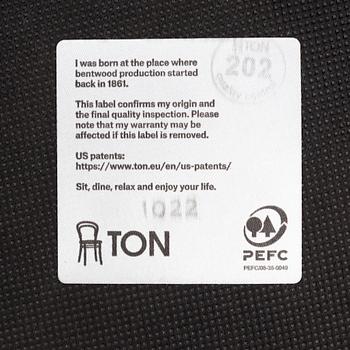 TON
202
quality control
I was born at the place where
bentwood production started
back in 1861.
This label confirms my origin and
the final quality inspection. Please
note that my warranty may be
affected if this label is removed.
US patents:
https://www.ton.eu/en/us-patents/
Sit, dine, relax and enjoy your life.
1022
TON
PEFC
PEFC/08-35-0049